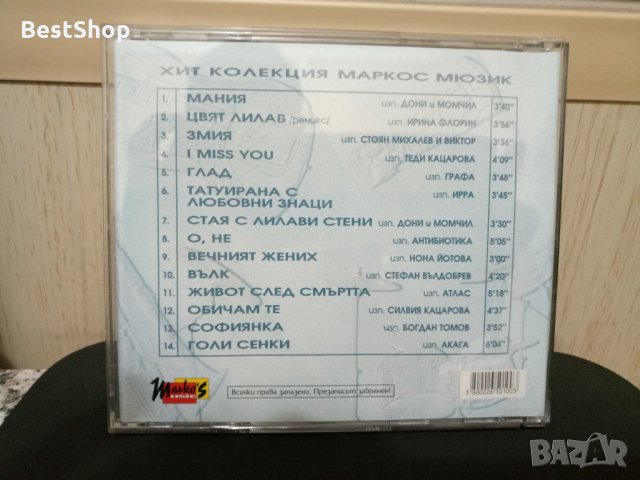 BestShop
ХИТ КОЛЕКЦИЯ МАРКОС МЮЗИК
1. МАНИЯ изп. ДОНИ и МОМЧИЛ 3'40''
2. ЦВЯТ ЛИЛАВ /ремикс/ изп. ИРИНА ФЛОРИН 3'56''
3. ЗМИЯ изп. СТОЯН МИХАЛЕВ И ВИКТОР 3'36''
4. I MISS YOU изп. ТЕДИ КАЦАРОВА 4'09''
5. ГЛАД изп. ГРАФА 3'48''
6. ТАТУИРАНА С
ЛЮБОВНИ ЗНАЦИ изп. ИРРА 3'45''
7. СТАЯ С ЛИЛАВИ СТЕНИ изп. ДОНИ и МОМЧИЛ 3'30''
8. О, НЕ изп. АНТИБИОТИКА 5'05''
9. ВЕЧНИЯТ ЖЕНИХ изп. НОНА ЙОТОВА 3'00''
10. ВЪЛК изп. СТЕФАН ВЪЛДОБРЕВ 4'20''
11. ЖИВОТ СЛЕД СМЪРТТА изп. АТЛАС 5'18''
12. ОБИЧАМ ТЕ изп. СИЛВИЯ КАЦАРОВА 4'37''
13. СОФИЯНКА изп. БОГДАН ТОМОВ 3'52''
14. ГОЛИ СЕНКИ изп. АКАГА 6'04''
Marko's
music
Всички права запазени. Презаписът забранен!
3800026501005
BAZAR